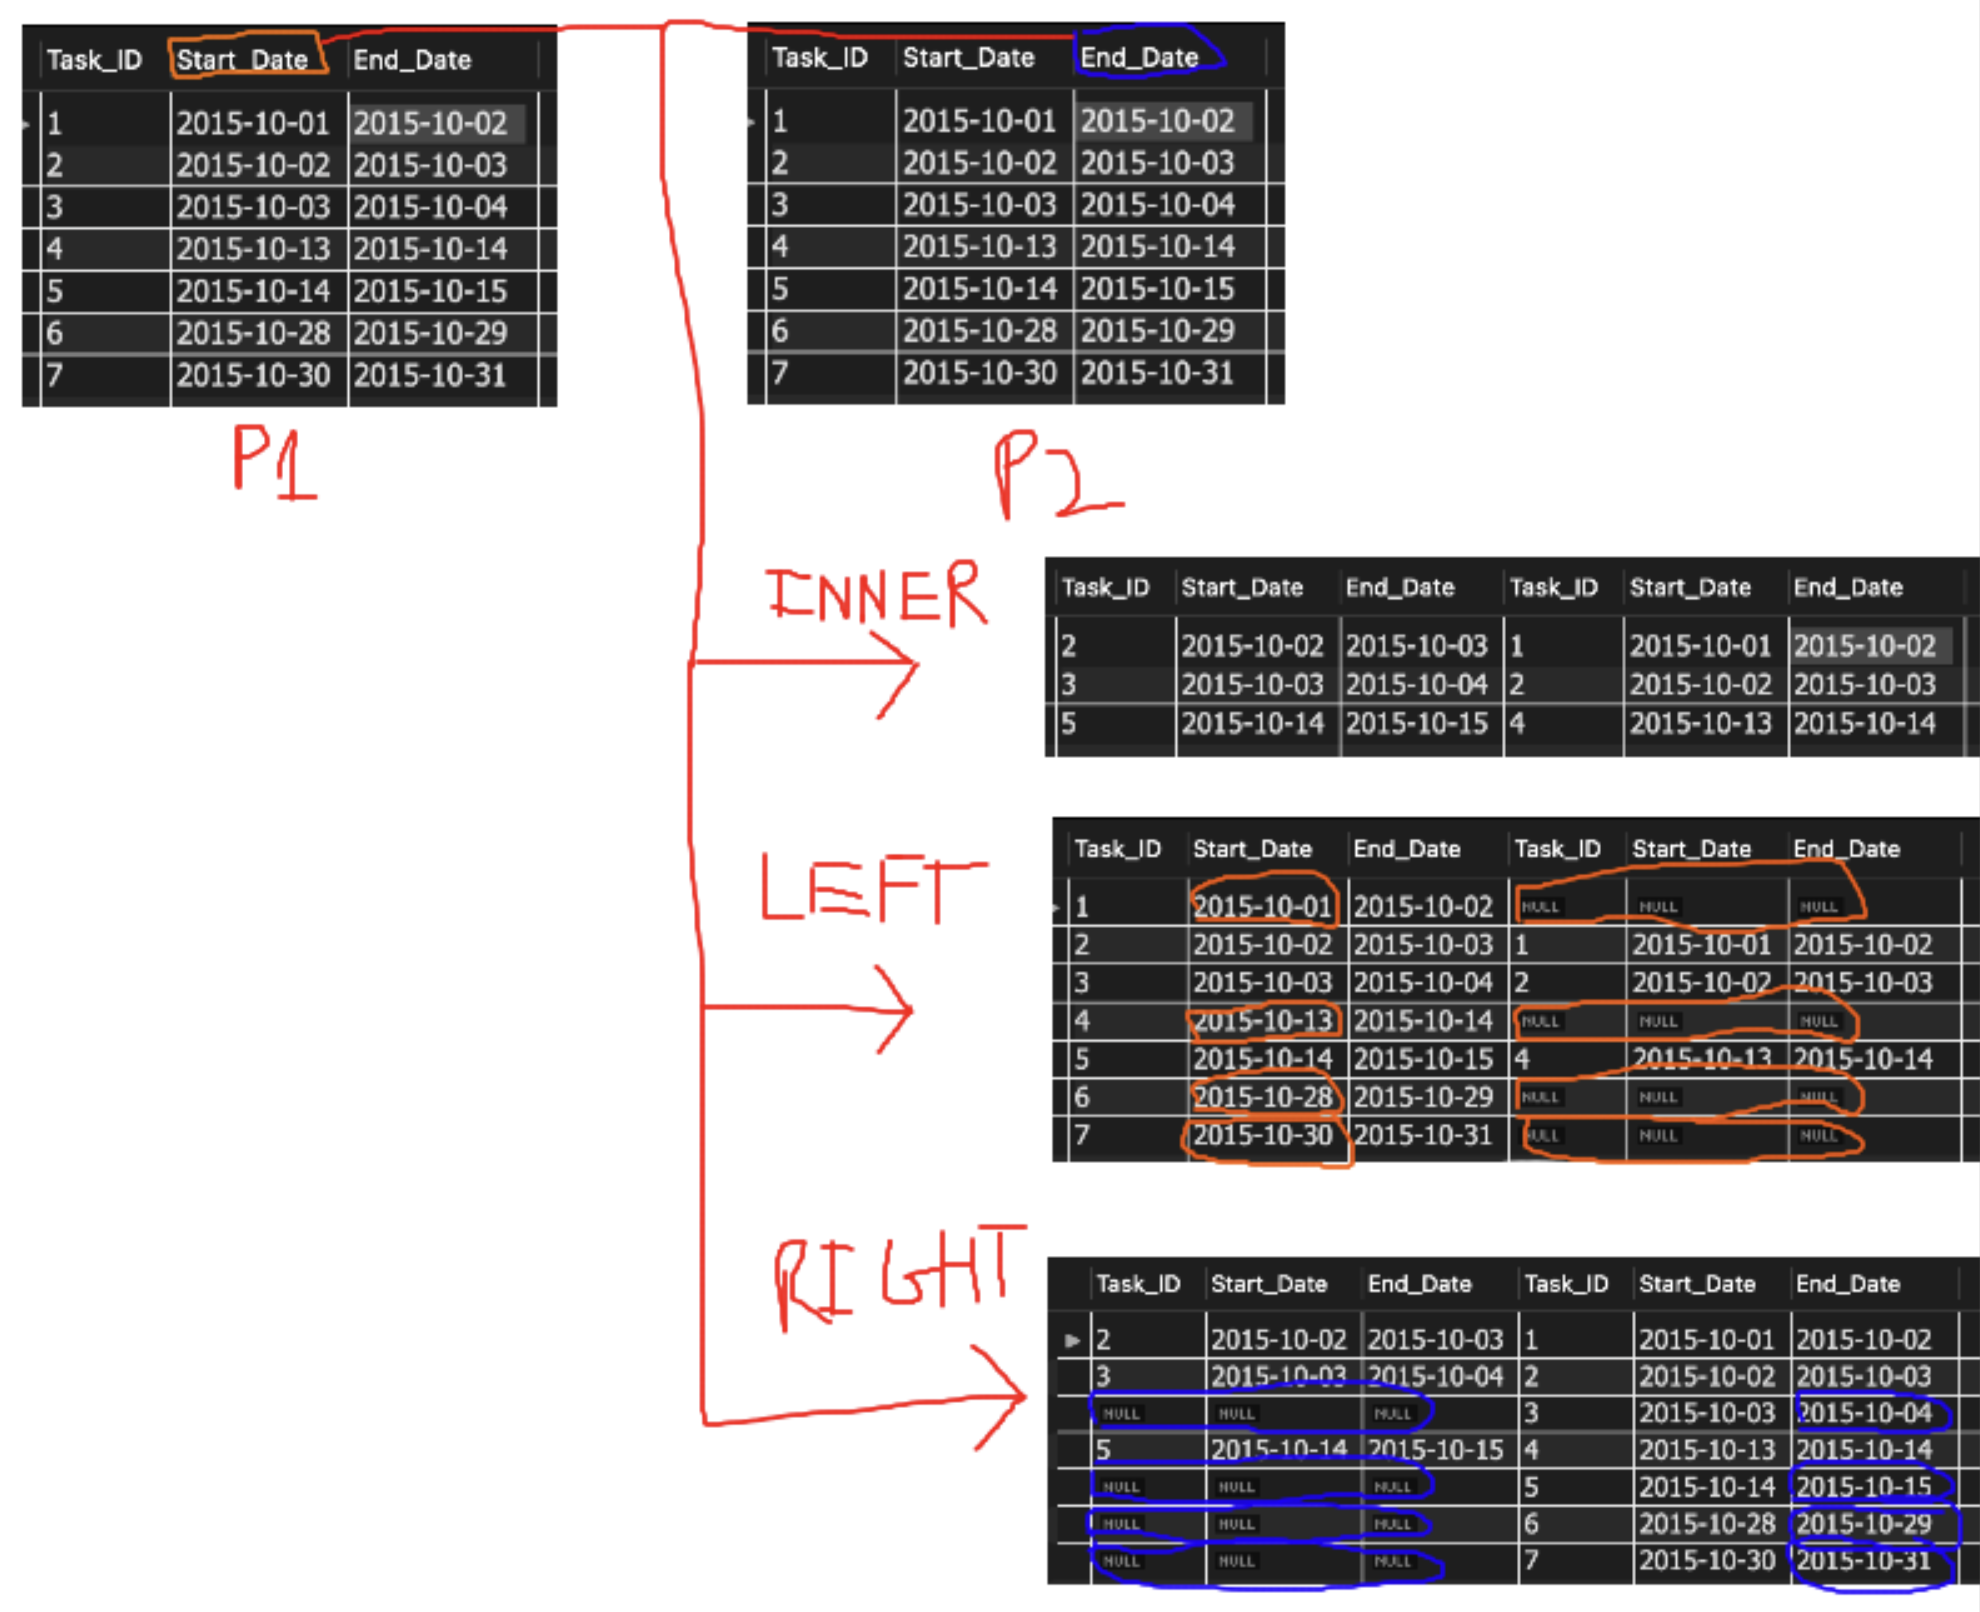 Task_ID Start_Date End_Date
1 2015-10-01 2015-10-02
2 2015-10-02 2015-10-03
3 2015-10-03 2015-10-04
4 2015-10-13 2015-10-14
5 2015-10-14 2015-10-15
6 2015-10-28 2015-10-29
7 2015-10-30 2015-10-31
P1
Task_ID Start_Date End_Date
1 2015-10-01 2015-10-02
2 2015-10-02 2015-10-03
3 2015-10-03 2015-10-04
4 2015-10-13 2015-10-14
5 2015-10-14 2015-10-15
6 2015-10-28 2015-10-29
7 2015-10-30 2015-10-31
P2
INNER
Task_ID Start_Date End_Date Task_ID Start_Date End_Date
2 2015-10-02 2015-10-03 1 2015-10-01 2015-10-02
3 2015-10-03 2015-10-04 2 2015-10-02 2015-10-03
5 2015-10-14 2015-10-15 4 2015-10-13 2015-10-14
LEFT
Task_ID Start_Date End_Date Task_ID Start_Date End_Date
1 2015-10-01 2015-10-02 NULL NULL NULL
2 2015-10-02 2015-10-03 1 2015-10-01 2015-10-02
3 2015-10-03 2015-10-04 2 2015-10-02 2015-10-03
4 2015-10-13 2015-10-14 NULL NULL NULL
5 2015-10-14 2015-10-15 4 2015-10-13 2015-10-14
6 2015-10-28 2015-10-29 NULL NULL NULL
7 2015-10-30 2015-10-31 NULL NULL NULL
RIGHT
Task_ID Start_Date End_Date Task_ID Start_Date End_Date
2 2015-10-02 2015-10-03 1 2015-10-01 2015-10-02
3 2015-10-03 2015-10-04 2 2015-10-02 2015-10-03
NULL NULL NULL 3 2015-10-03 2015-10-04
5 2015-10-14 2015-10-15 4 2015-10-13 2015-10-14
NULL NULL NULL 5 2015-10-14 2015-10-15
NULL NULL NULL 6 2015-10-28 2015-10-29
NULL NULL NULL 7 2015-10-30 2015-10-31